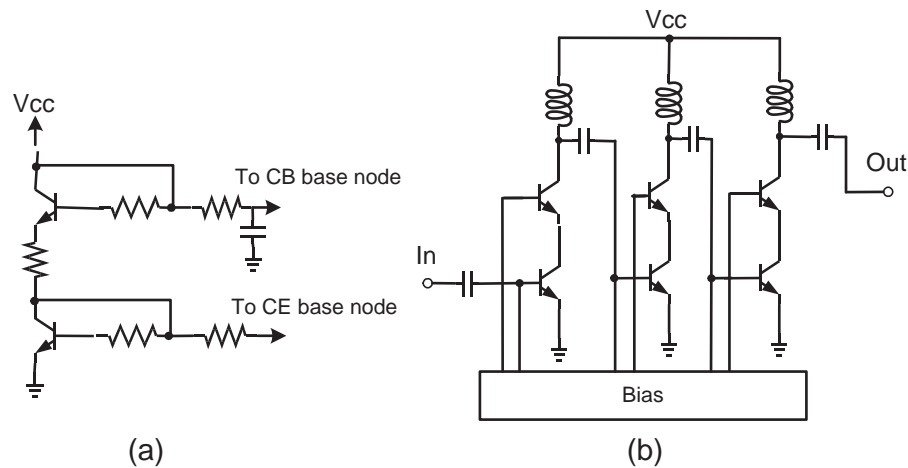 Vcc
To CB base node
To CE base node
(a)
Vcc
Out
In
Bias
(b)